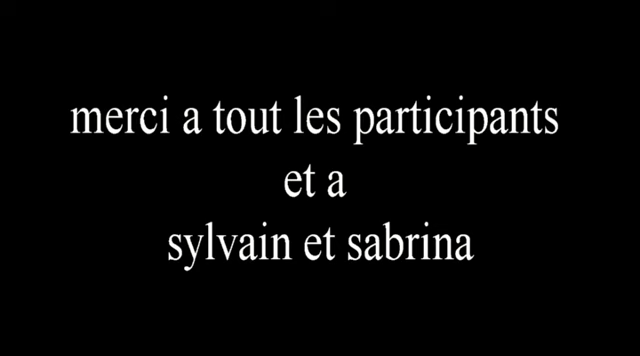 merci a tout les participants
et a
sylvain et sabrina